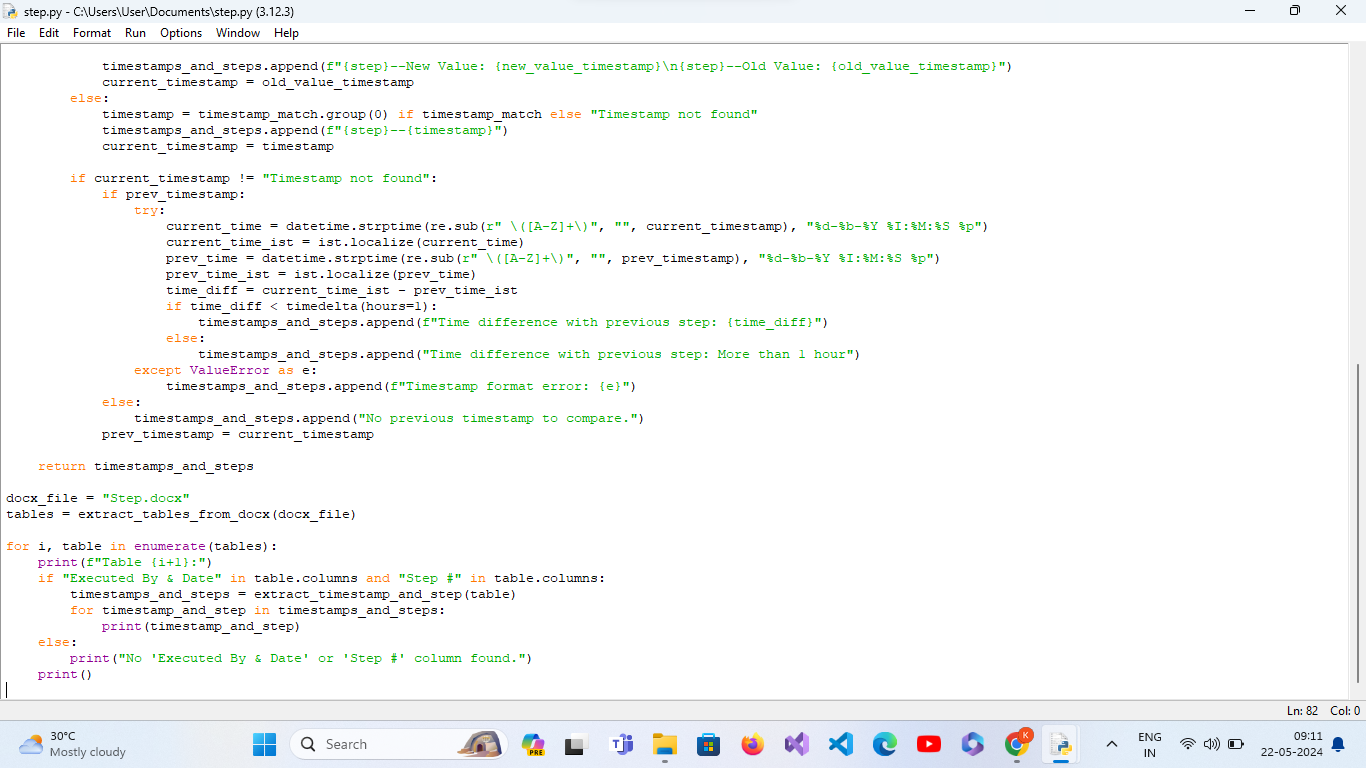 step.py - C:\Users\User\Documents\step.py (3.12.3)
File Edit Format Run Options Window Help
            timestamps_and_steps.append(f"{step}--New Value: {new_value_timestamp}\n{step}--Old Value: {old_value_timestamp}")
            current_timestamp = old_value_timestamp
        else:
            timestamp = timestamp_match.group(0) if timestamp_match else "Timestamp not found"
            timestamps_and_steps.append(f"{step}--{timestamp}")
            current_timestamp = timestamp
        if current_timestamp != "Timestamp not found":
            if prev_timestamp:
                try:
                    current_time = datetime.strptime(re.sub(r" \([A-Z]+\)", "", current_timestamp), "%d-%b-%Y %I:%M:%S %p")
                    current_time_ist = ist.localize(current_time)
                    prev_time = datetime.strptime(re.sub(r" \([A-Z]+\)", "", prev_timestamp), "%d-%b-%Y %I:%M:%S %p")
                    prev_time_ist = ist.localize(prev_time)
                    time_diff = current_time_ist - prev_time_ist
                    if time_diff < timedelta(hours=1):
                        timestamps_and_steps.append(f"Time difference with previous step: {time_diff}")
                    else:
                        timestamps_and_steps.append("Time difference with previous step: More than 1 hour")
                except ValueError as e:
                    timestamps_and_steps.append(f"Timestamp format error: {e}")
            else:
                timestamps_and_steps.append("No previous timestamp to compare.")
            prev_timestamp = current_timestamp
    return timestamps_and_steps
docx_file = "Step.docx"
tables = extract_tables_from_docx(docx_file)
for i, table in enumerate(tables):
    print(f"Table {i+1}:")
    if "Executed By & Date" in table.columns and "Step #" in table.columns:
        timestamps_and_steps = extract_timestamp_and_step(table)
        for timestamp_and_step in timestamps_and_steps:
            print(timestamp_and_step)
    else:
        print("No 'Executed By & Date' or 'Step #' column found.")
    print()
Ln: 82 Col: 0
30°C
Mostly cloudy
Search
PRE
K
ENG
IN
09:11
22-05-2024